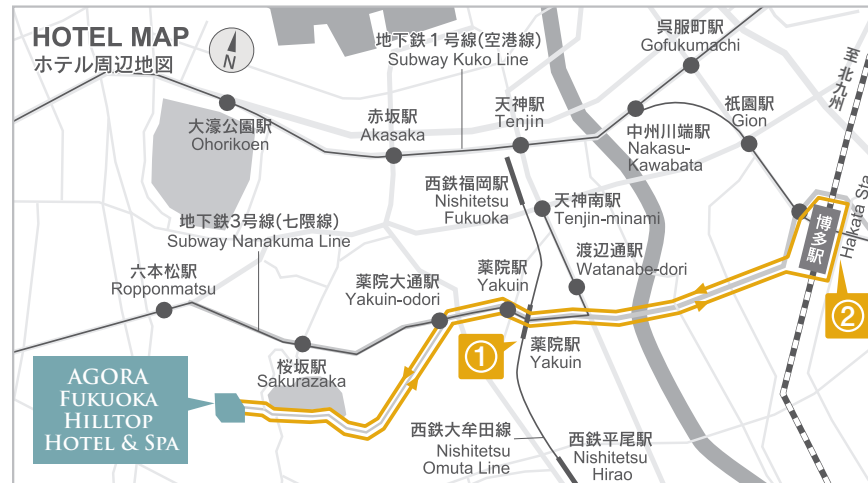 HOTEL MAP
ホテル周辺地図
N
地下鉄1号線(空港線)
Subway Kuko Line
呉服町駅
Gofukumachi
至 北九州
大濠公園駅
Ohorikoen
赤坂駅
Akasaka
天神駅
Tenjin
中州川端駅
Nakasu-
Kawabata
祇園駅
Gion
西鉄福岡駅
Nishitetsu
Fukuoka
天神南駅
Tenjin-minami
地下鉄3号線(七隈線)
Subway Nanakuma Line
渡辺通駅
Watanabe-dori
博多駅
Hakata Sta
六本松駅
Ropponmatsu
薬院大通駅
Yakuin-odori
薬院駅
Yakuin
①
②
薬院駅
Yakuin
桜坂駅
Sakurazaka
AGORA
FUKUOKA
HILLTOP
HOTEL & SPA
西鉄大牟田線
Nishitetsu
Omuta Line
西鉄平尾駅
Nishitetsu
Hirao